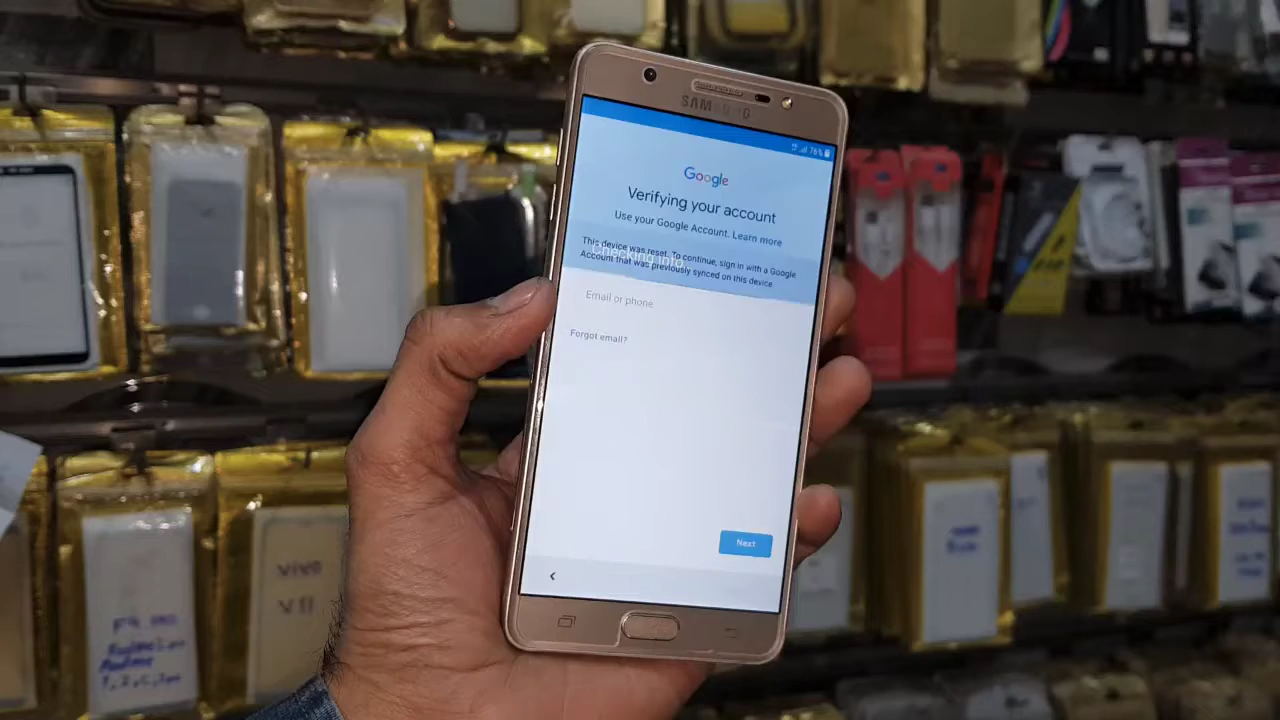 SAMSUNG
76%
Google
Verifying your account
Use your Google Account. Learn more
This device was reset. To continue, sign in with a Google
Account that was previously synced on this device.
Checking info
Email or phone
Forgot email?
Next
VIVO
V11